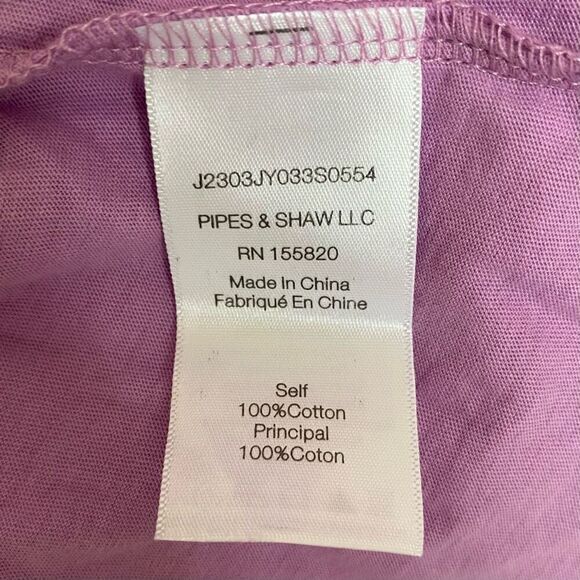 J2303JY033S0554
PIPES & SHAW LLC
RN 155820
Made In China
Fabriqué En Chine
Self
100%Cotton
Principal
100%Coton